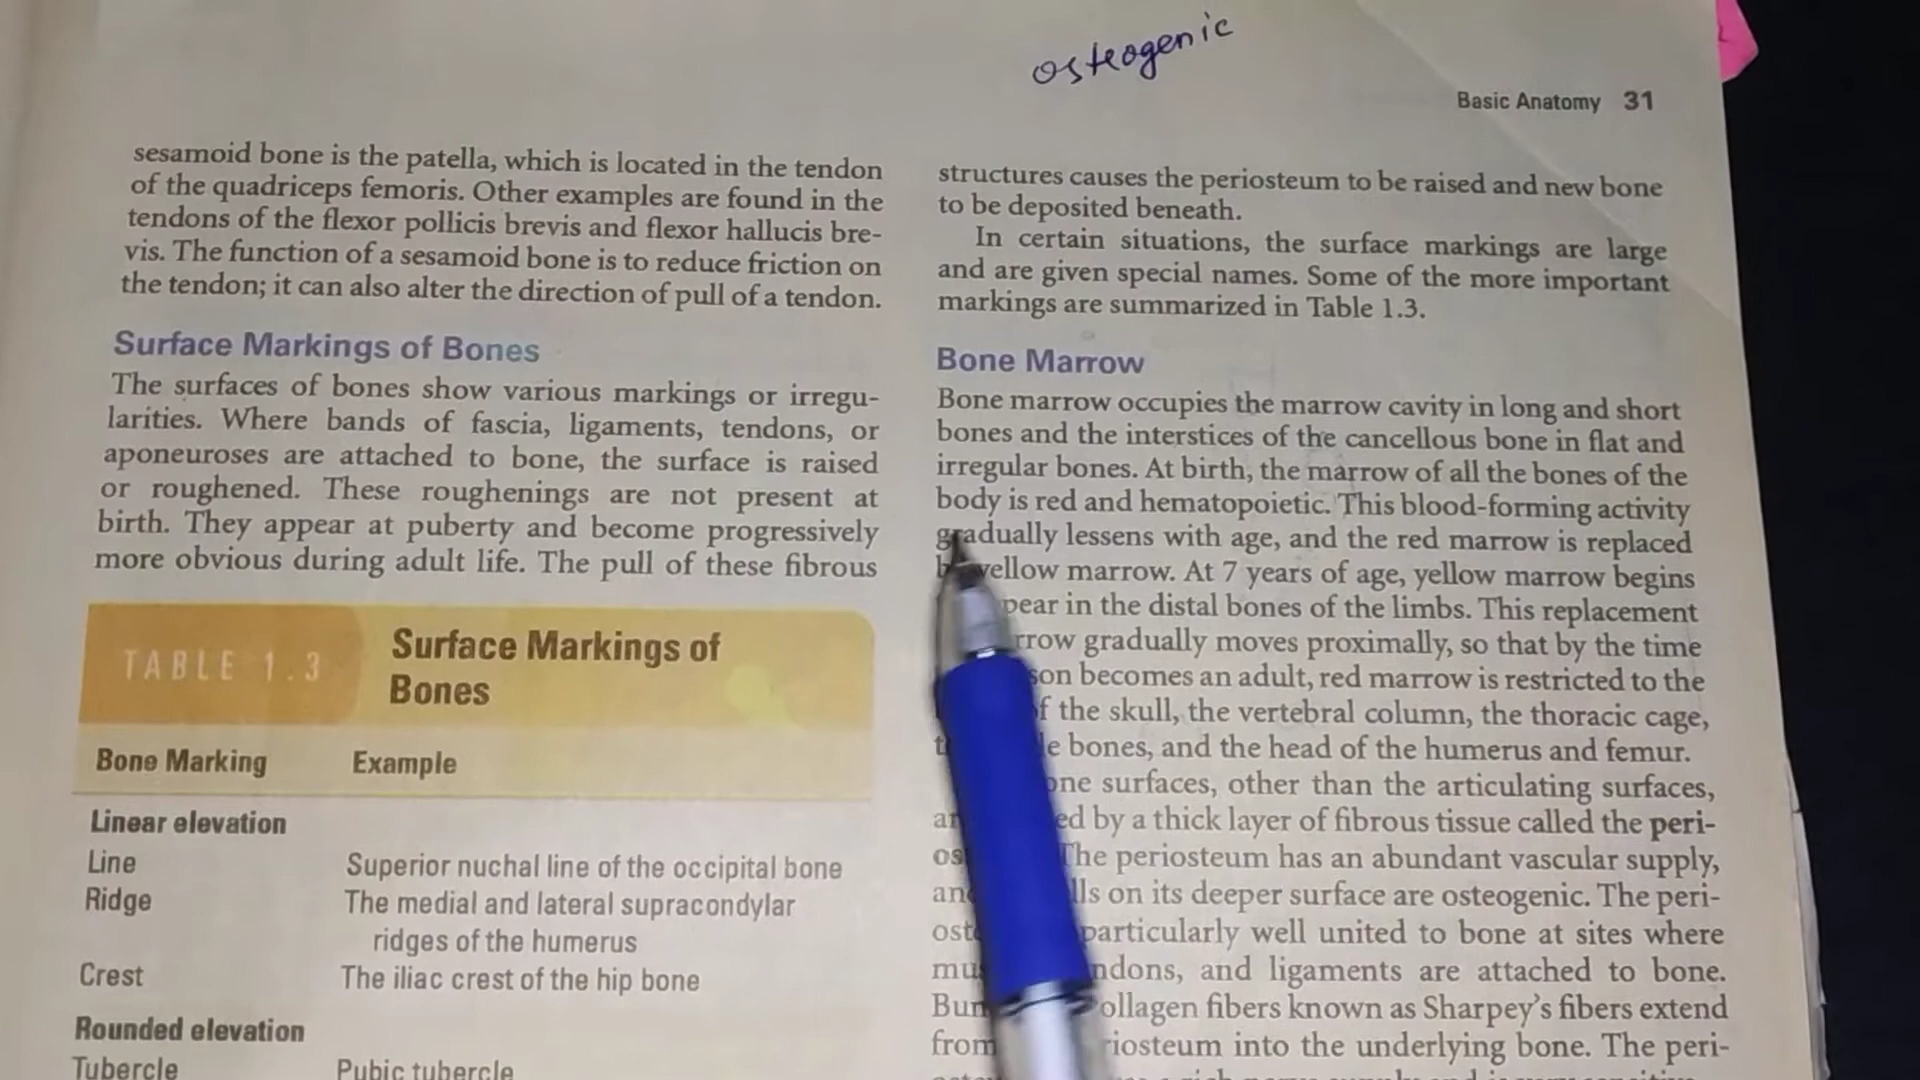 osteogenic
Basic Anatomy 31
sesamoid bone is the patella, which is located in the tendon
of the quadriceps femoris. Other examples are found in the
tendons of the flexor pollicis brevis and flexor hallucis bre-
vis. The function of a sesamoid bone is to reduce friction on
the tendon; it can also alter the direction of pull of a tendon.
Surface Markings of Bones
The surfaces of bones show various markings or irregu-
larities. Where bands of fascia, ligaments, tendons, or
aponeuroses are attached to bone, the surface is raised
or roughened. These roughenings are not present at
birth. They appear at puberty and become progressively
more obvious during adult life. The pull of these fibrous
TABLE 1.3
Surface Markings of
Bones
Bone Marking Example
Linear elevation
Line Superior nuchal line of the occipital bone
Ridge The medial and lateral supracondylar
ridges of the humerus
Crest The iliac crest of the hip bone
Rounded elevation
Tubercle Pubic tubercle
structures causes the periosteum to be raised and new bone
to be deposited beneath.
In certain situations, the surface markings are large
and are given special names. Some of the more important
markings are summarized in Table 1.3.
Bone Marrow
Bone marrow occupies the marrow cavity in long and short
bones and the interstices of the cancellous bone in flat and
irregular bones. At birth, the marrow of all the bones of the
body is red and hematopoietic. This blood-forming activity
gradually lessens with age, and the red marrow is replaced
yellow marrow. At 7 years of age, yellow marrow begins
pear in the distal bones of the limbs. This replacement
rrow gradually moves proximally, so that by the time
son becomes an adult, red marrow is restricted to the
f the skull, the vertebral column, the thoracic cage,
le bones, and the head of the humerus and femur.
one surfaces, other than the articulating surfaces,
ed by a thick layer of fibrous tissue called the peri-
The periosteum has an abundant vascular supply,
lls on its deeper surface are osteogenic. The peri-
particularly well united to bone at sites where
ndons, and ligaments are attached to bone.
ollagen fibers known as Sharpey's fibers extend
from riosteum into the underlying bone. The peri-